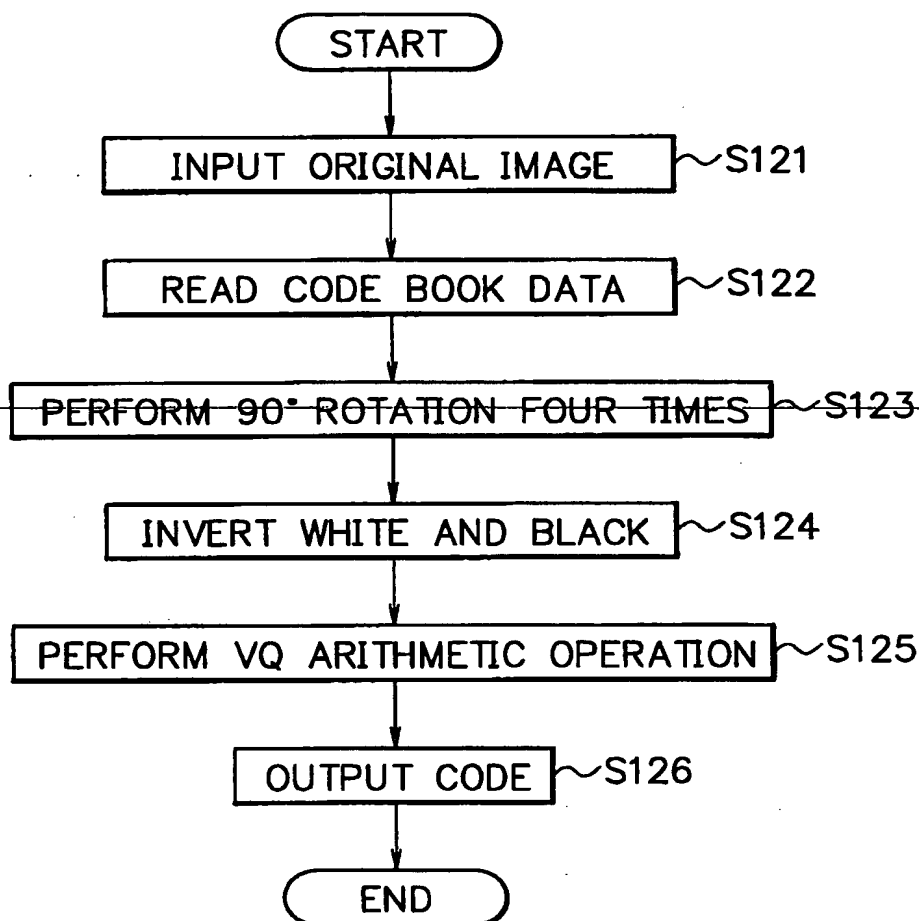 START
INPUT ORIGINAL IMAGE S121
READ CODE BOOK DATA S122
PERFORM 90° ROTATION FOUR TIMES S123
INVERT WHITE AND BLACK S124
PERFORM VQ ARITHMETIC OPERATION S125
OUTPUT CODE S126
END